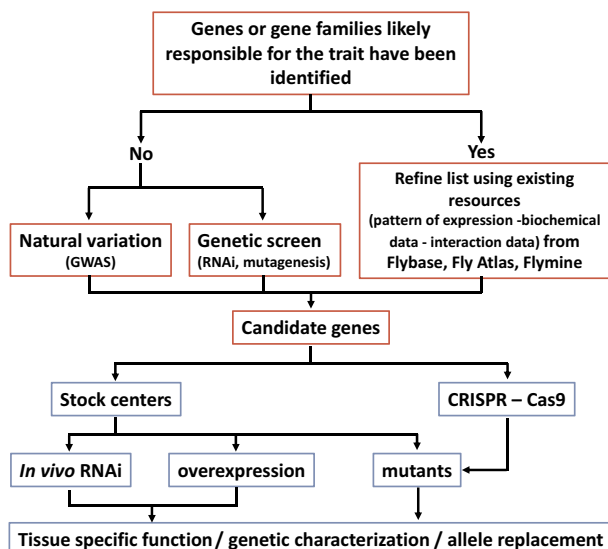 Genes or gene families likely
responsible for the trait have been
identified
No
Yes
Natural variation
(GWAS)
Genetic screen
(RNAi, mutagenesis)
Refine list using existing
resources
(pattern of expression -biochemical
data - interaction data) from
Flybase, Fly Atlas, Flymine
Candidate genes
Stock centers
CRISPR – Cas9
In vivo RNAi
overexpression
mutants
Tissue specific function / genetic characterization / allele replacement